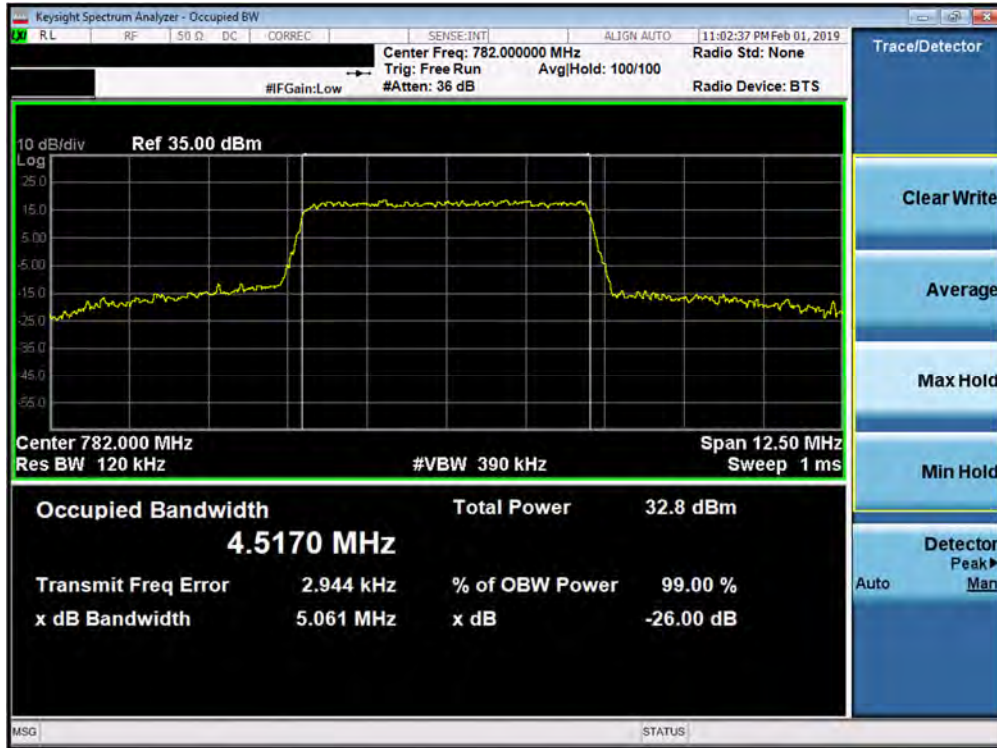 Keysight Spectrum Analyzer - Occupied BW
LXI RL RF 50 Ω DC CORREC SENSE:INT ALIGN AUTO 11:02:37 PM Feb 01, 2019
Center Freq: 782.000000 MHz Radio Std: None
Trig: Free Run Avg|Hold: 100/100
#IFGain:Low #Atten: 36 dB Radio Device: BTS
10 dB/div Ref 35.00 dBm
Log
25.0
15.0
5.00
-5.00
-15.0
-25.0
-35.0
-45.0
-55.0
Center 782.000 MHz Span 12.50 MHz
Res BW 120 kHz #VBW 390 kHz Sweep 1 ms
Occupied Bandwidth Total Power 32.8 dBm
4.5170 MHz
Transmit Freq Error 2.944 kHz % of OBW Power 99.00 %
x dB Bandwidth 5.061 MHz x dB -26.00 dB
MSG STATUS
Trace/Detector
Clear Write
Average
Max Hold
Min Hold
Detector
Peak▶
Auto Man